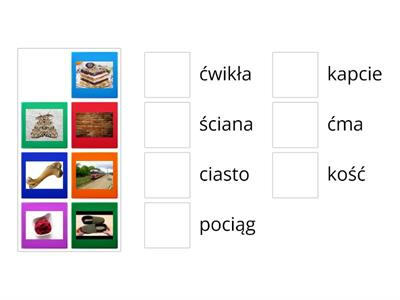 ćwikła
kapcie
ściana
ćma
ciasto
kość
pociąg